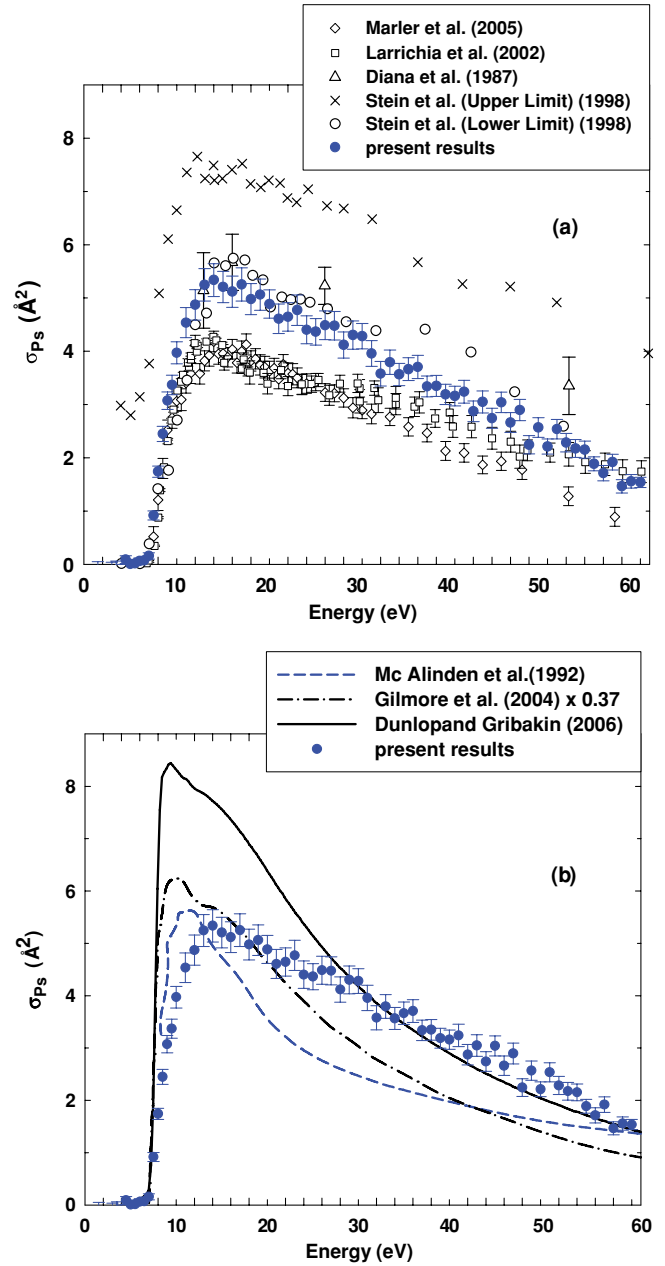 Marler et al. (2005)
Larrichia et al. (2002)
Diana et al. (1987)
Stein et al. (Upper Limit) (1998)
Stein et al. (Lower Limit) (1998)
present results
(a)
8
6
4
2
0
σPs (Å²)
0 10 20 30 40 50 60
Energy (eV)
Mc Alinden et al.(1992)
Gilmore et al. (2004) x 0.37
Dunlopand Gribakin (2006)
present results
(b)
8
6
4
2
0
σPs (Å²)
0 10 20 30 40 50 60
Energy (eV)